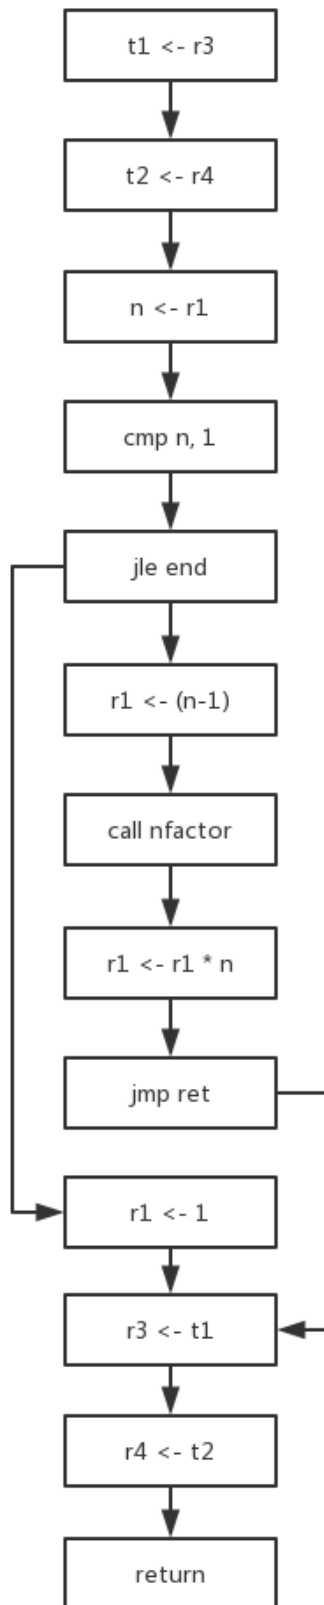 t1 <- r3
t2 <- r4
n <- r1
cmp n, 1
jle end
r1 <- (n-1)
call nfactor
r1 <- r1 * n
jmp ret
r1 <- 1
r3 <- t1
r4 <- t2
return